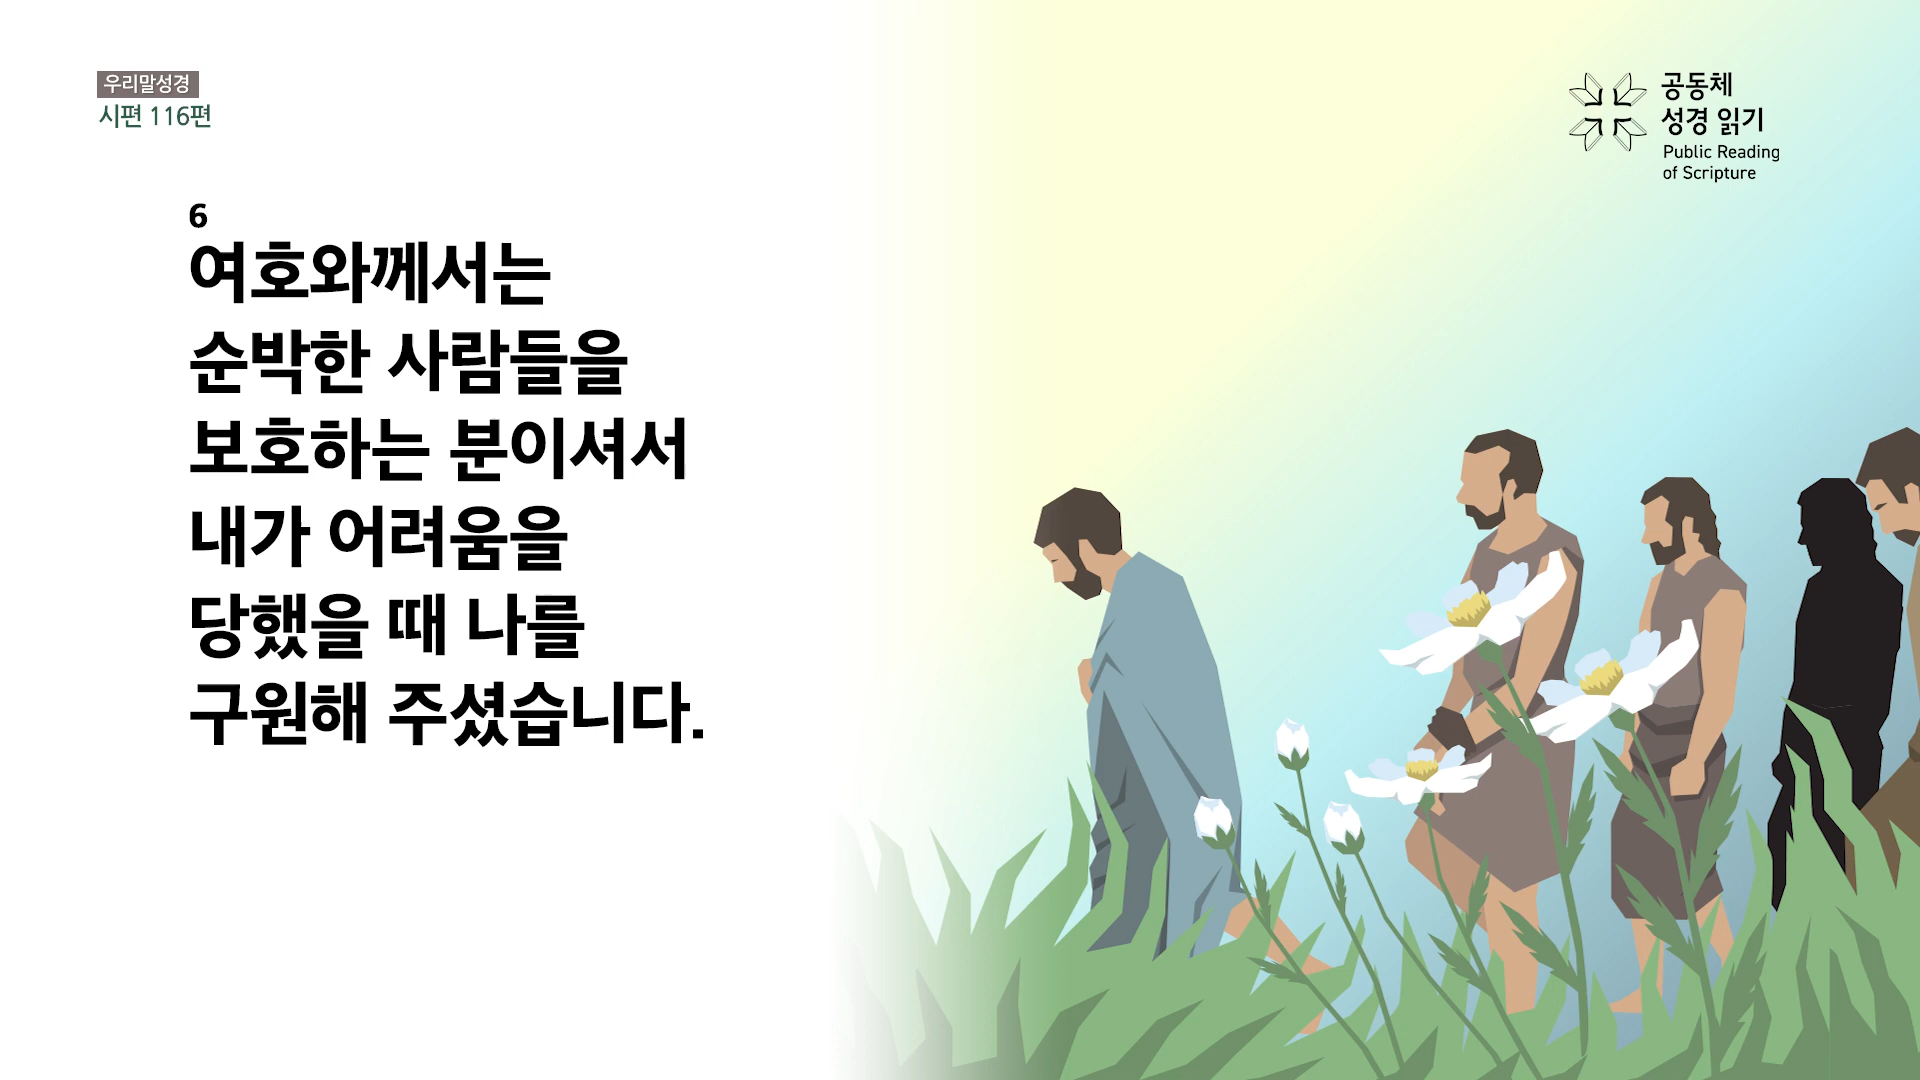 우리말성경
시편 116편
공동체
성경 읽기
Public Reading
of Scripture
6
여호와께서는
순박한 사람들을
보호하는 분이셔서
내가 어려움을
당했을 때 나를
구원해 주셨습니다.